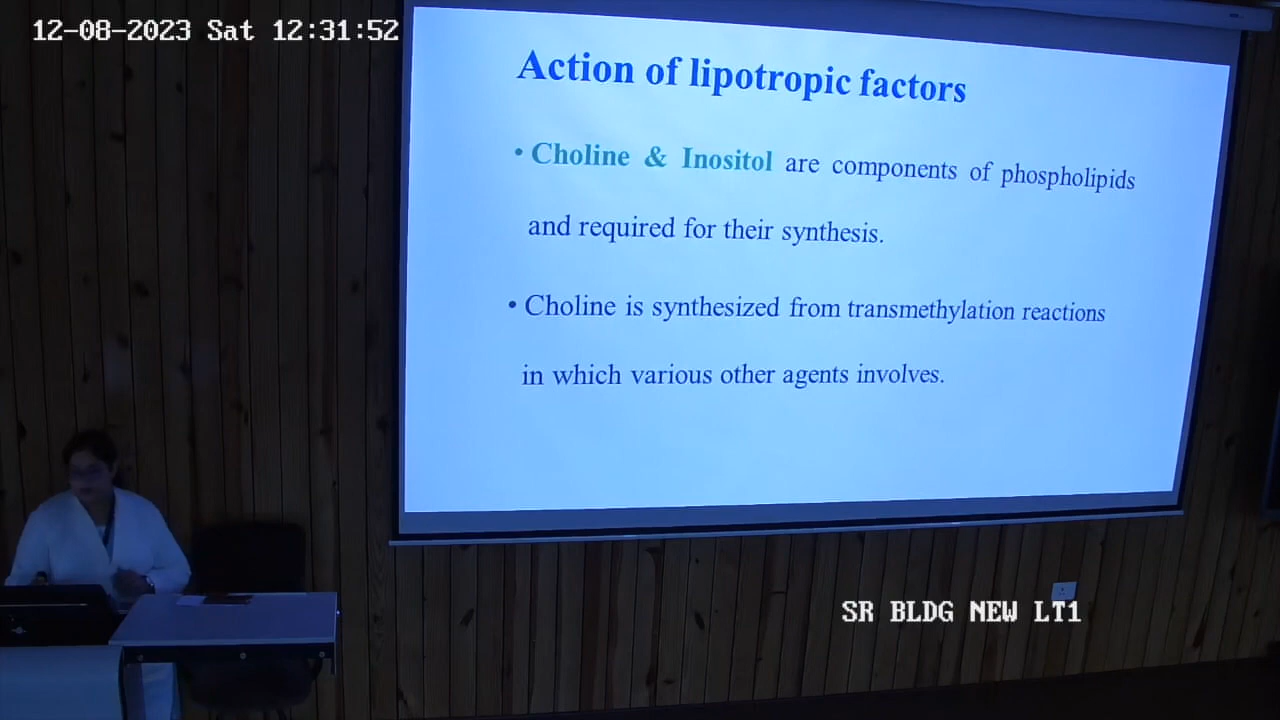 12-08-2023 Sat 12:31:52
Action of lipotropic factors
• Choline & Inositol are components of phospholipids
and required for their synthesis.
• Choline is synthesized from transmethylation reactions
in which various other agents involves.
SR BLDG NEW LT1